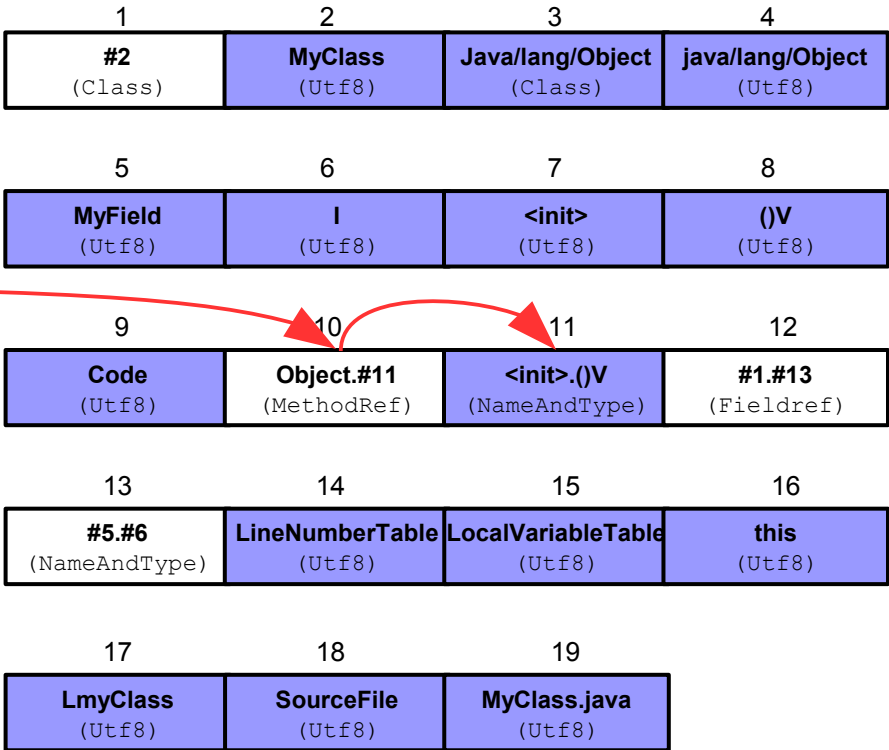 1 2 3 4
#2 MyClass Java/lang/Object java/lang/Object
(Class) (Utf8) (Class) (Utf8)
5 6 7 8
MyField I <init> ()V
(Utf8) (Utf8) (Utf8) (Utf8)
9 10 11 12
Code Object.#11 <init>.()V #1.#13
(Utf8) (MethodRef) (NameAndType) (Fieldref)
13 14 15 16
#5.#6 LineNumberTable LocalVariableTable this
(NameAndType) (Utf8) (Utf8) (Utf8)
17 18 19
LmyClass SourceFile MyClass.java
(Utf8) (Utf8) (Utf8)